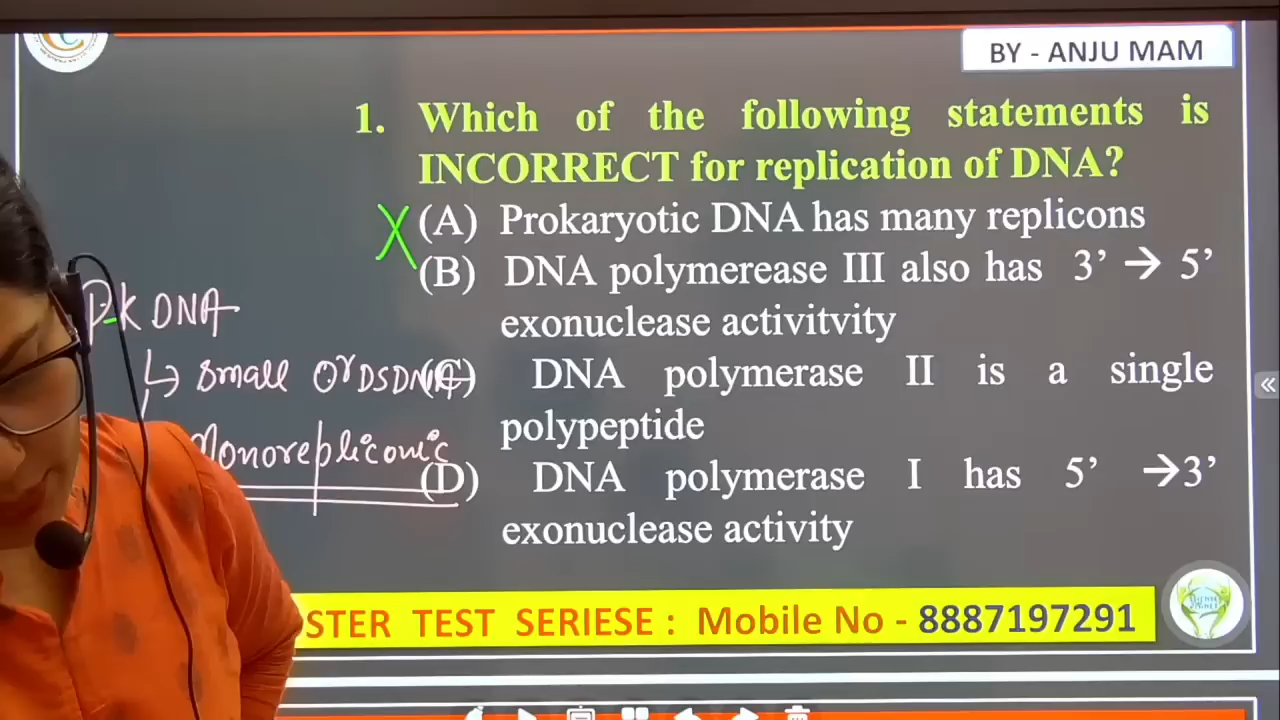 BY - ANJU MAM
1. Which of the following statements is
INCORRECT for replication of DNA?
X (A) Prokaryotic DNA has many replicons
(B) DNA polymerease III also has 3’ → 5’
exonuclease activitvity
(C) DNA polymerase II is a single
polypeptide
(D) DNA polymerase I has 5’ →3’
exonuclease activity
P-K DNA
↳ Small Or DSDNA
Monoreplicomic
STER TEST SERIESE : Mobile No - 8887197291